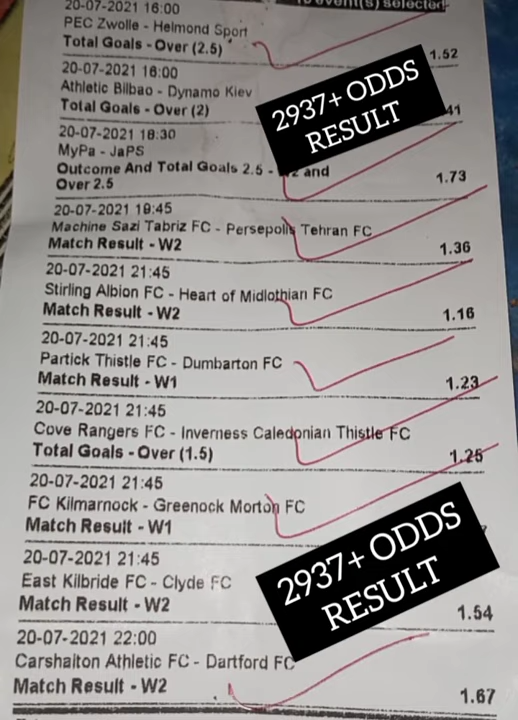 event(s) selected
20-07-2021 16:00
PEC Zwolle - Helmond Sport
Total Goals - Over (2.5)
1.52
20-07-2021 16:00
Athletic Bilbao - Dynamo Kiev
Total Goals - Over (2)
41
2937+ ODDS
RESULT
20-07-2021 18:30
MyPa - JaPS
Outcome And Total Goals 2.5 - and
Over 2.5
1.73
20-07-2021 19:45
Machine Sazi Tabriz FC - Persepolis Tehran FC
Match Result - W2
1.36
20-07-2021 21:45
Stirling Albion FC - Heart of Midlothian FC
Match Result - W2
1.16
20-07-2021 21:45
Partick Thistle FC - Dumbarton FC
Match Result - W1
1.23
20-07-2021 21:45
Cove Rangers FC - Inverness Caledonian Thistle FC
Total Goals - Over (1.5)
1.25
20-07-2021 21:45
FC Kilmarnock - Greenock Morton FC
Match Result - W1
2937+ ODDS
RESULT
20-07-2021 21:45
East Kilbride FC - Clyde FC
Match Result - W2
1.54
20-07-2021 22:00
Carshalton Athletic FC - Dartford FC
Match Result - W2
1.67